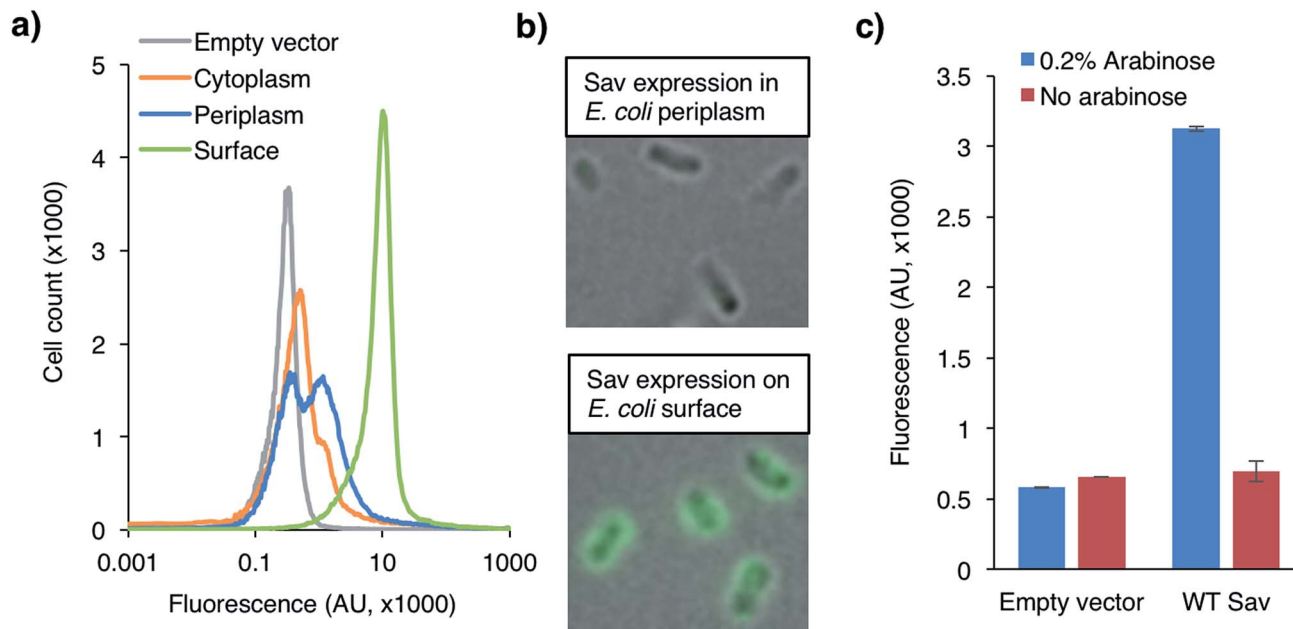 a)
Empty vector
Cytoplasm
Periplasm
Surface
5
4
3
2
1
0
Cell count (x1000)
0.001
0.1
10
1000
Fluorescence (AU, x1000)
b)
Sav expression in
E. coli periplasm
Sav expression on
E. coli surface
c)
0.2% Arabinose
No arabinose
3.5
3
2.5
2
1.5
1
0.5
0
Fluorescence (AU, x1000)
Empty vector
WT Sav